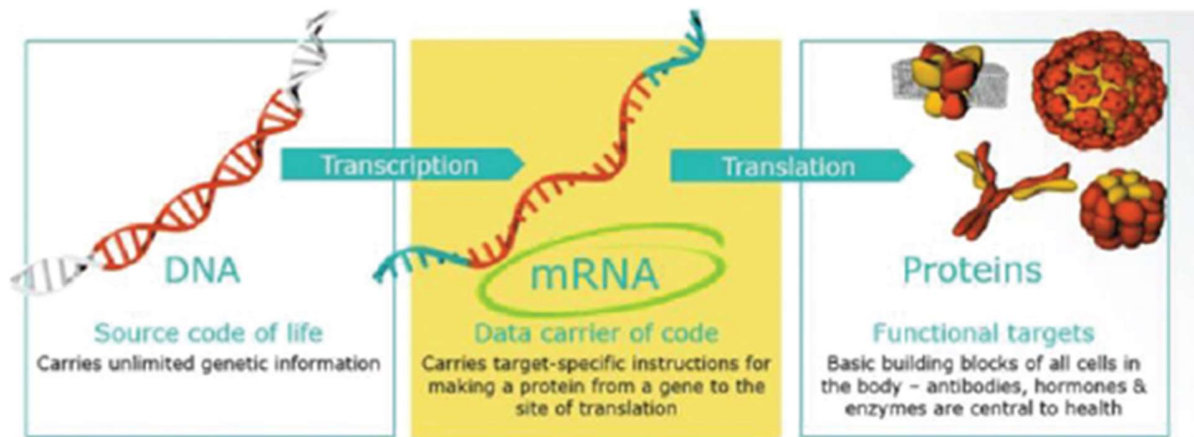 Transcription
Translation
DNA
mRNA
Proteins
Source code of life
Carries unlimited genetic information
Data carrier of code
Carries target-specific instructions for
making a protein from a gene to the
site of translation
Functional targets
Basic building blocks of all cells in
the body – antibodies, hormones &
enzymes are central to health